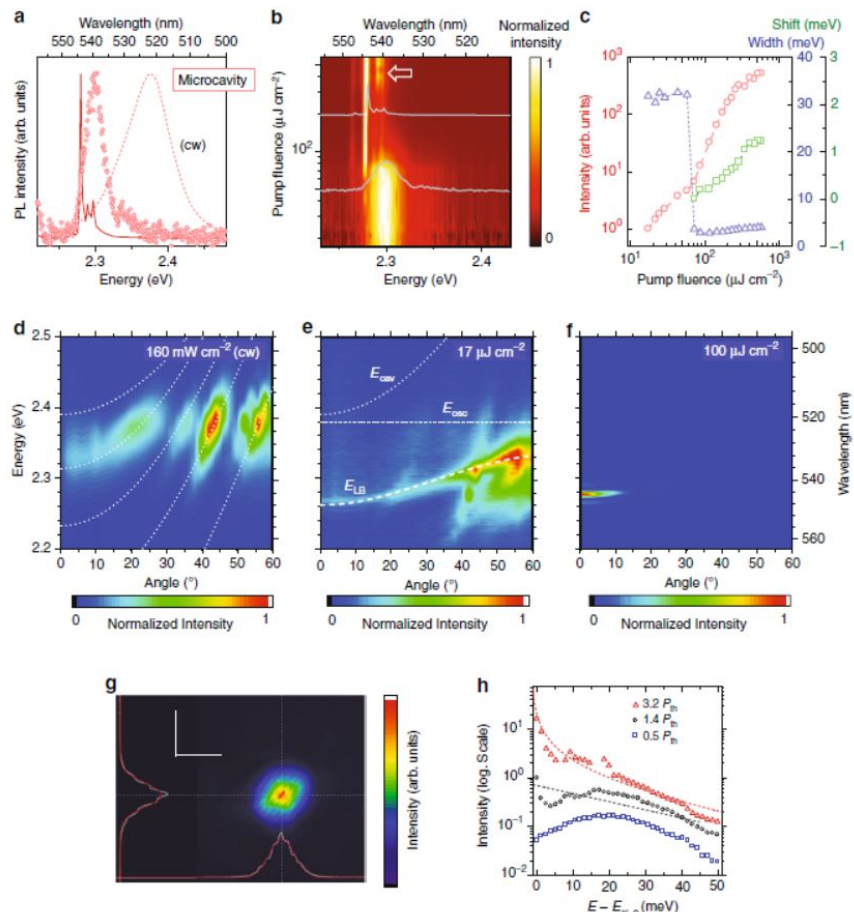 a
Wavelength (nm)
550 540 530 520 510 500
PL intensity (arb. units)
Microcavity
(cw)
2.3 2.4
Energy (eV)
b
Wavelength (nm)
550 540 530 520
Normalized
intensity
1
0
Pump fluence (μJ cm⁻²)
10²
2.3 2.4
Energy (eV)
c
Shift (meV)
Width (meV)
Intensity (arb. units)
10³ 40 3
10² 30 2
20 1
10¹
10 0
10⁰
0 −1
10¹ 10² 10³
Pump fluence (μJ cm⁻²)
d
160 mW cm⁻² (cw)
Energy (eV)
2.5
2.4
2.3
2.2
0 10 20 30 40 50 60
Angle (°)
0 1
Normalized Intensity
e
17 μJ cm⁻²
E cav
E osc
E LB
0 10 20 30 40 50 60
Angle (°)
0 1
Normalized Intensity
f
100 μJ cm⁻²
500
520
540
560
Wavelength (nm)
0 10 20 30 40 50 60
Angle (°)
0 1
Normalized Intensity
g
Intensity (arb. units)
h
Intensity (log. Scale)
10¹
10⁰
10⁻¹
10⁻²
3.2 P th
1.4 P th
0.5 P th
0 10 20 30 40 50
(meV)